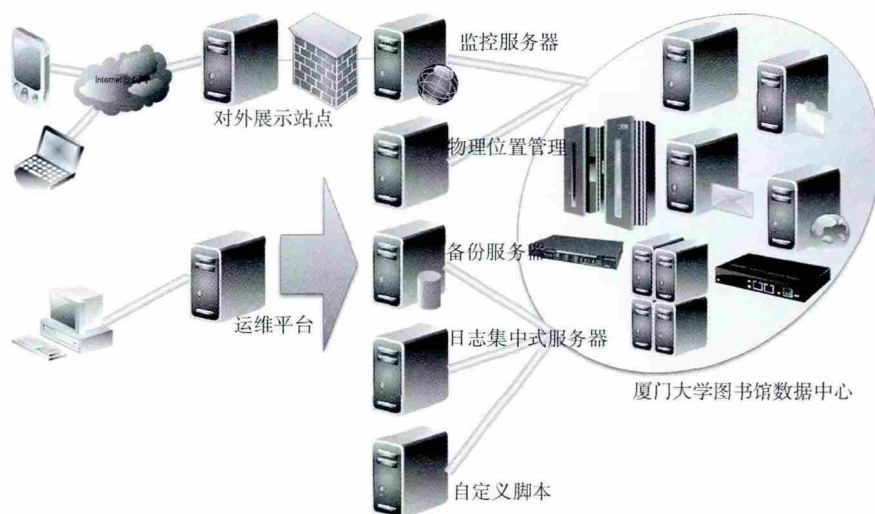 监控服务器
Internet
对外展示站点
物理位置管理
备份服务器
运维平台
日志集中式服务器
厦门大学图书馆数据中心
自定义脚本